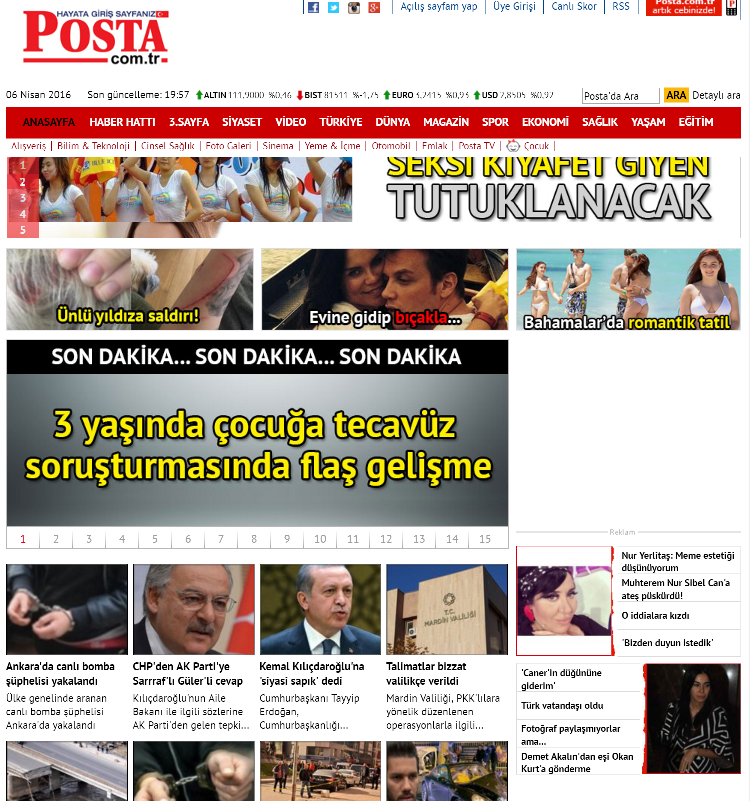 HAYATA GİRİŞ SAYFANIZ
POSTA
com.tr
Açılış sayfam yap
Üye Girişi
Canlı Skor
RSS
Posta.com.tr
artık cebinizde!
06 Nisan 2016
Son güncelleme: 19:57
ALTIN 111,9000 %0,46
BIST 81511 %-1,75
EURO 3,2415 %0,93
USD 2,8505 %0,92
Posta'da Ara
ARA
Detaylı ara
ANASAYFA HABER HATTI 3.SAYFA SİYASET VİDEO TÜRKİYE DÜNYA MAGAZİN SPOR EKONOMİ SAĞLIK YAŞAM EĞİTİM
Alışveriş | Bilim & Teknoloji | Cinsel Sağlık | Foto Galeri | Sinema | Yeme & İçme | Otomobil | Emlak | Posta TV | Çocuk |
1
2
3
4
5
SEKSİ KIYAFET GİYEN
TUTUKLANACAK
Ünlü yıldıza saldırı!
Evine gidip bıçakla...
Bahamalar'da romantik tatil
SON DAKİKA... SON DAKİKA... SON DAKİKA
3 yaşında çocuğa tecavüz
soruşturmasında flaş gelişme
1 2 3 4 5 6 7 8 9 10 11 12 13 14 15
Reklam
Nur Yerlitaş: Meme estetiği
düşünüyorum
Muhterem Nur Sibel Can'a
ateş püskürdü!
O iddialara kızdı
'Bizden duyun istedik'
T.C.
MARDİN VALİLİĞİ
Ankara'da canlı bomba
şüphelisi yakalandı
Ülke genelinde aranan
canlı bomba şüphelisi
Ankara'da yakalandı
CHP'den AK Parti'ye
Sarrraf'lı Güler'li cevap
Kılıçdaroğlu'nun Aile
Bakanı ile ilgili sözlerine
AK Parti'den gelen tepki...
Kemal Kılıçdaroğlu'na
'siyasi sapık' dedi
Cumhurbaşkanı Tayyip
Erdoğan,
Cumhurbaşkanlığı...
Talimatlar bizzat
valilikçe verildi
Mardin Valiliği, PKK'lılara
yönelik düzenlenen
operasyonlarla ilgili...
'Caner'in düğününe
giderim'
Türk vatandaşı oldu
Fotoğraf paylaşmıyorlar
ama...
Demet Akalın'dan eşi Okan
Kurt'a gönderme